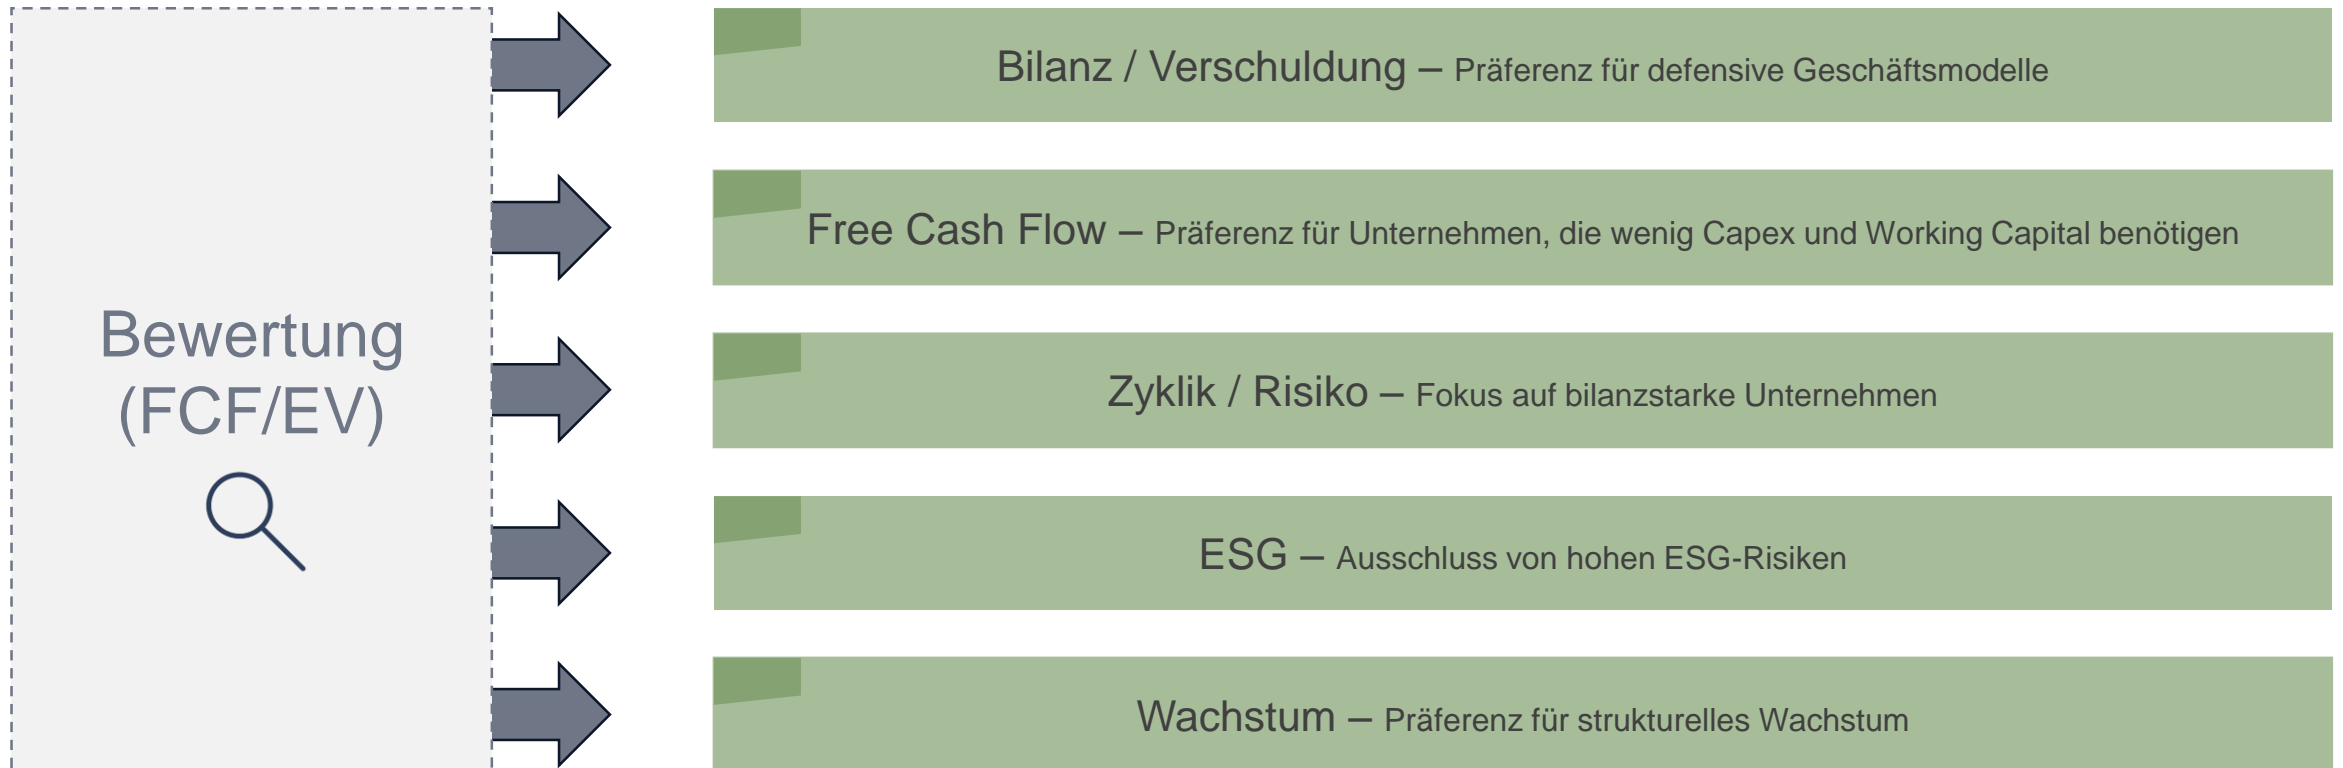 Bewertung
(FCF/EV)
Bilanz / Verschuldung – Präferenz für defensive Geschäftsmodelle
Free Cash Flow – Präferenz für Unternehmen, die wenig Capex und Working Capital benötigen
Zyklik / Risiko – Fokus auf bilanzstarke Unternehmen
ESG – Ausschluss von hohen ESG-Risiken
Wachstum – Präferenz für strukturelles Wachstum